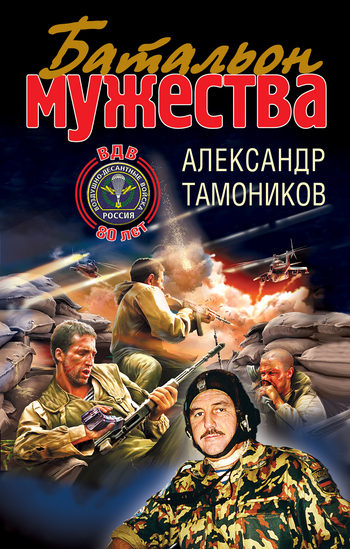 Батальон
МУЖЕСТВА
АЛЕКСАНДР
ТАМОНИКОВ
ВДВ
ВОЗДУШНО-ДЕСАНТНЫЕ ВОЙСКА
РОССИЯ
80 ЛЕТ